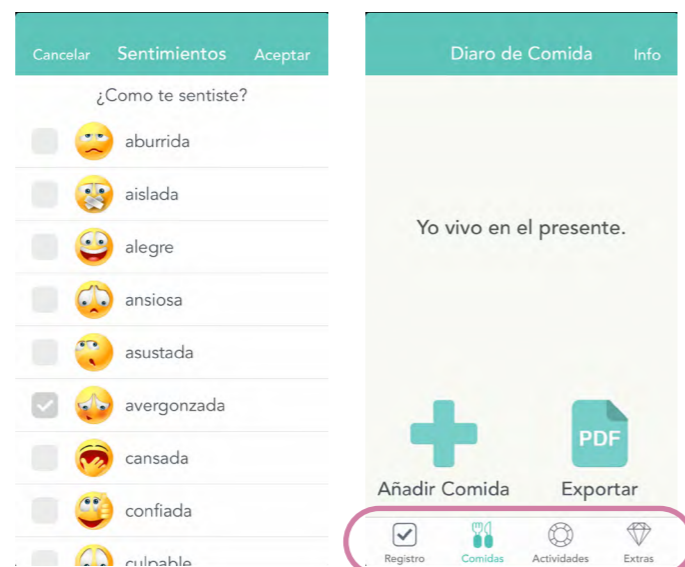 Cancelar Sentimientos Aceptar
¿Como te sentiste?
aburrida
aislada
alegre
ansiosa
asustada
avergonzada
cansada
confiada
culpable
Diaro de Comida Info
Yo vivo en el presente.
PDF
Añadir Comida Exportar
Registro Comidas Actividades Extras